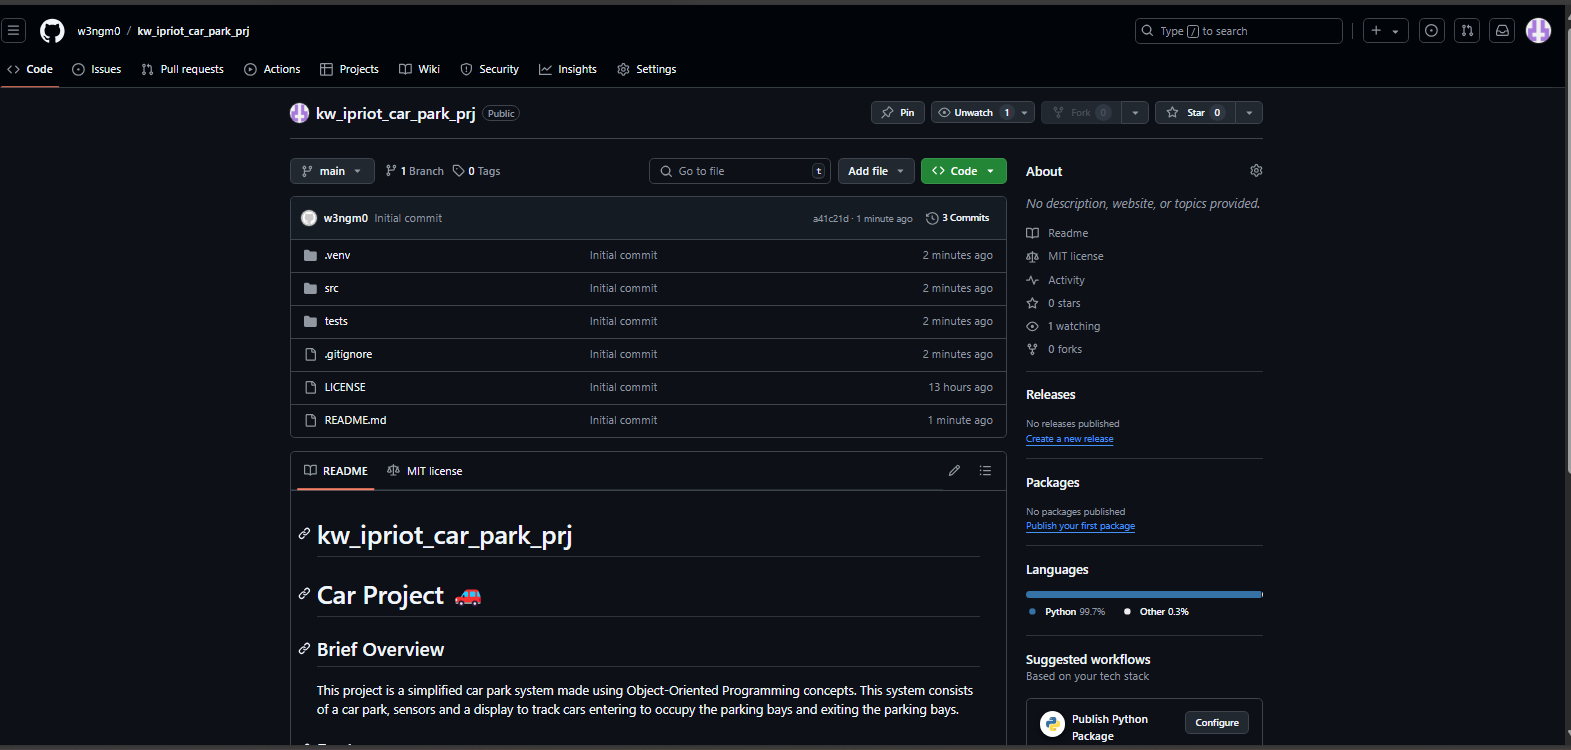 w3ngm0 / kw_ipriot_car_park_prj
Type / to search
Code Issues Pull requests Actions Projects Wiki Security Insights Settings
kw_ipriot_car_park_prj Public
Pin Unwatch 1 Fork 0 Star 0
main 1 Branch 0 Tags Go to file t Add file Code
w3ngm0 Initial commit a41c21d · 1 minute ago 3 Commits
.venv Initial commit 2 minutes ago
src Initial commit 2 minutes ago
tests Initial commit 2 minutes ago
.gitignore Initial commit 2 minutes ago
LICENSE Initial commit 13 hours ago
README.md Initial commit 1 minute ago
README MIT license
kw_ipriot_car_park_prj
Car Project 🚗
Brief Overview
This project is a simplified car park system made using Object-Oriented Programming concepts. This system consists
of a car park, sensors and a display to track cars entering to occupy the parking bays and exiting the parking bays.
About
No description, website, or topics provided.
Readme
MIT license
Activity
0 stars
1 watching
0 forks
Releases
No releases published
Create a new release
Packages
No packages published
Publish your first package
Languages
Python 99.7% Other 0.3%
Suggested workflows
Based on your tech stack
Publish Python
Package
Configure